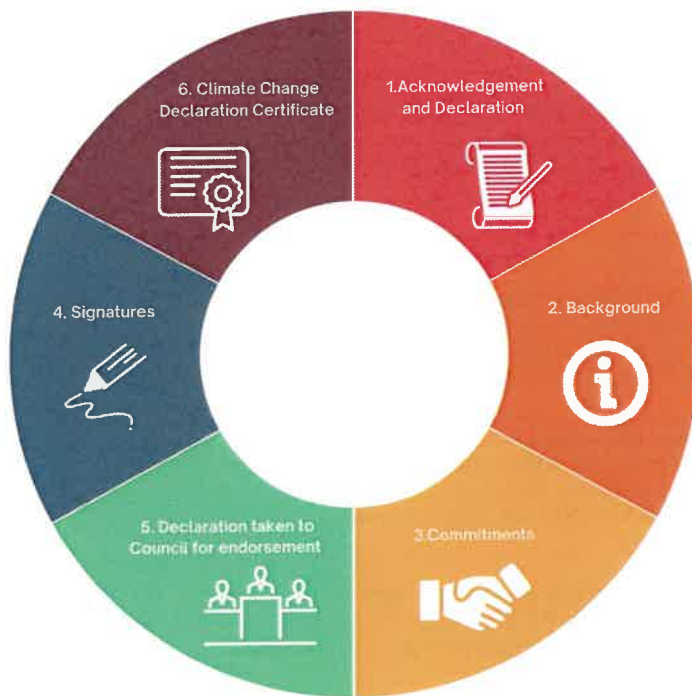 1.Acknowledgement
and Declaration
2. Background
3.Commitments
5. Declaration taken to
Council for endorsement
4. Signatures
6. Climate Change
Declaration Certificate